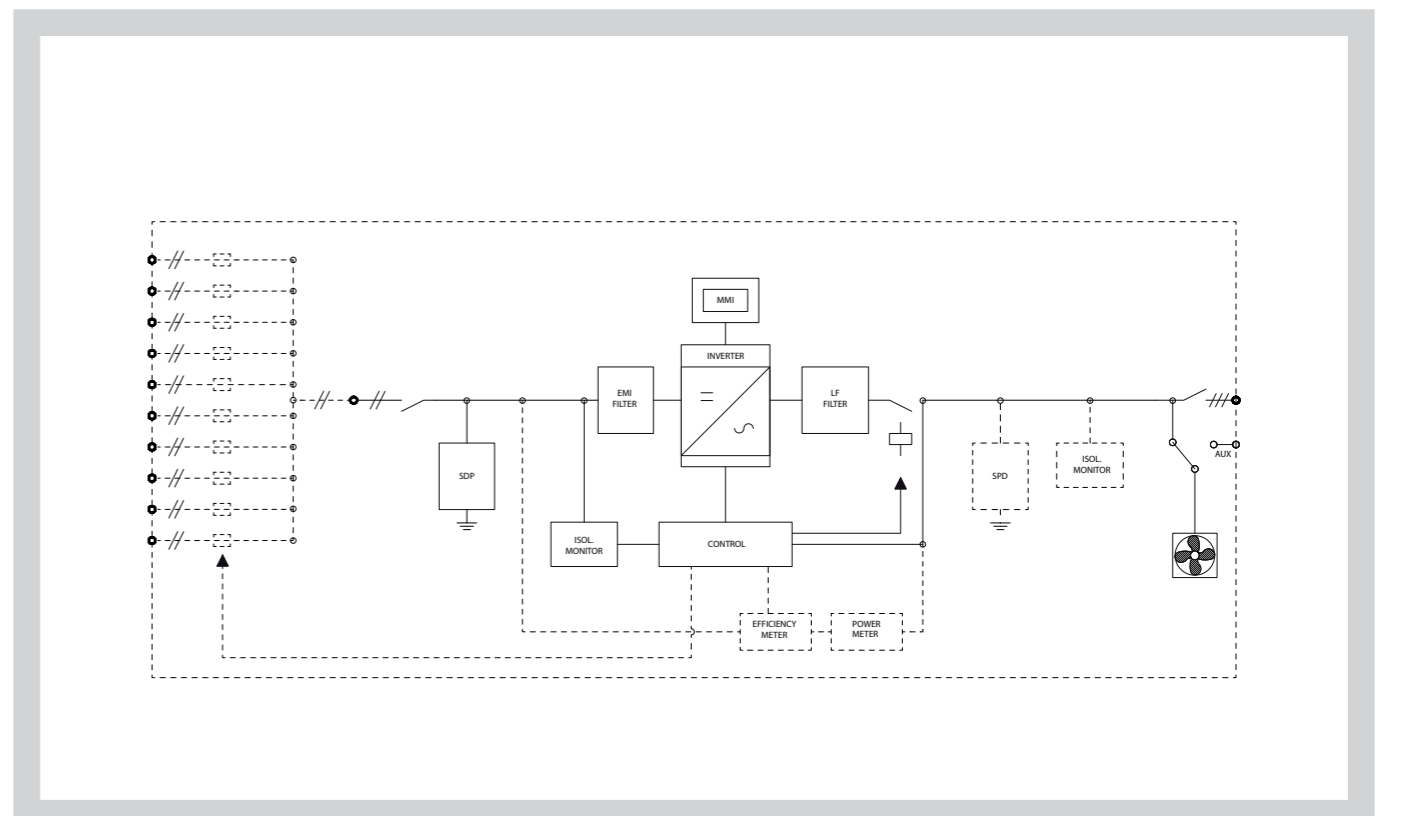 MMI
INVERTER
EMI
FILTER
LF
FILTER
SDP
ISOL.
MONITOR
CONTROL
SPD
ISOL.
MONITOR
AUX
EFFICIENCY
METER
POWER
METER